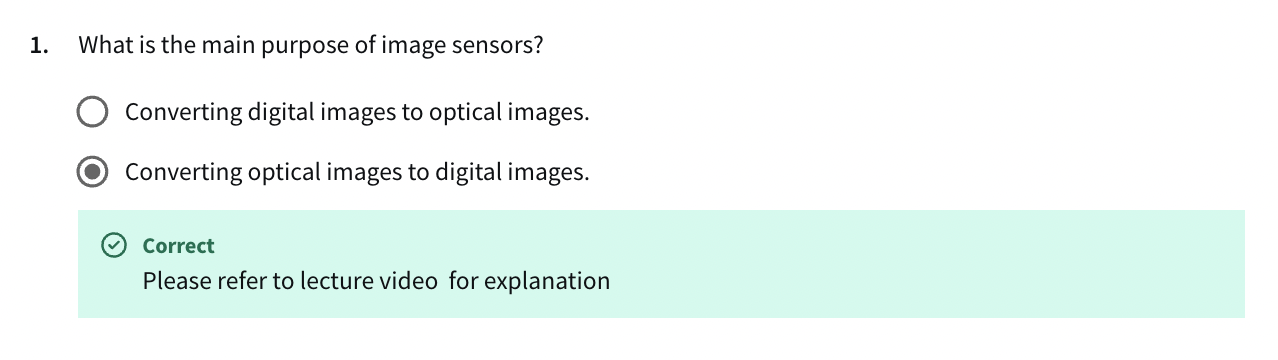 1. What is the main purpose of image sensors?
Converting digital images to optical images.
Converting optical images to digital images.
Correct
Please refer to lecture video  for explanation